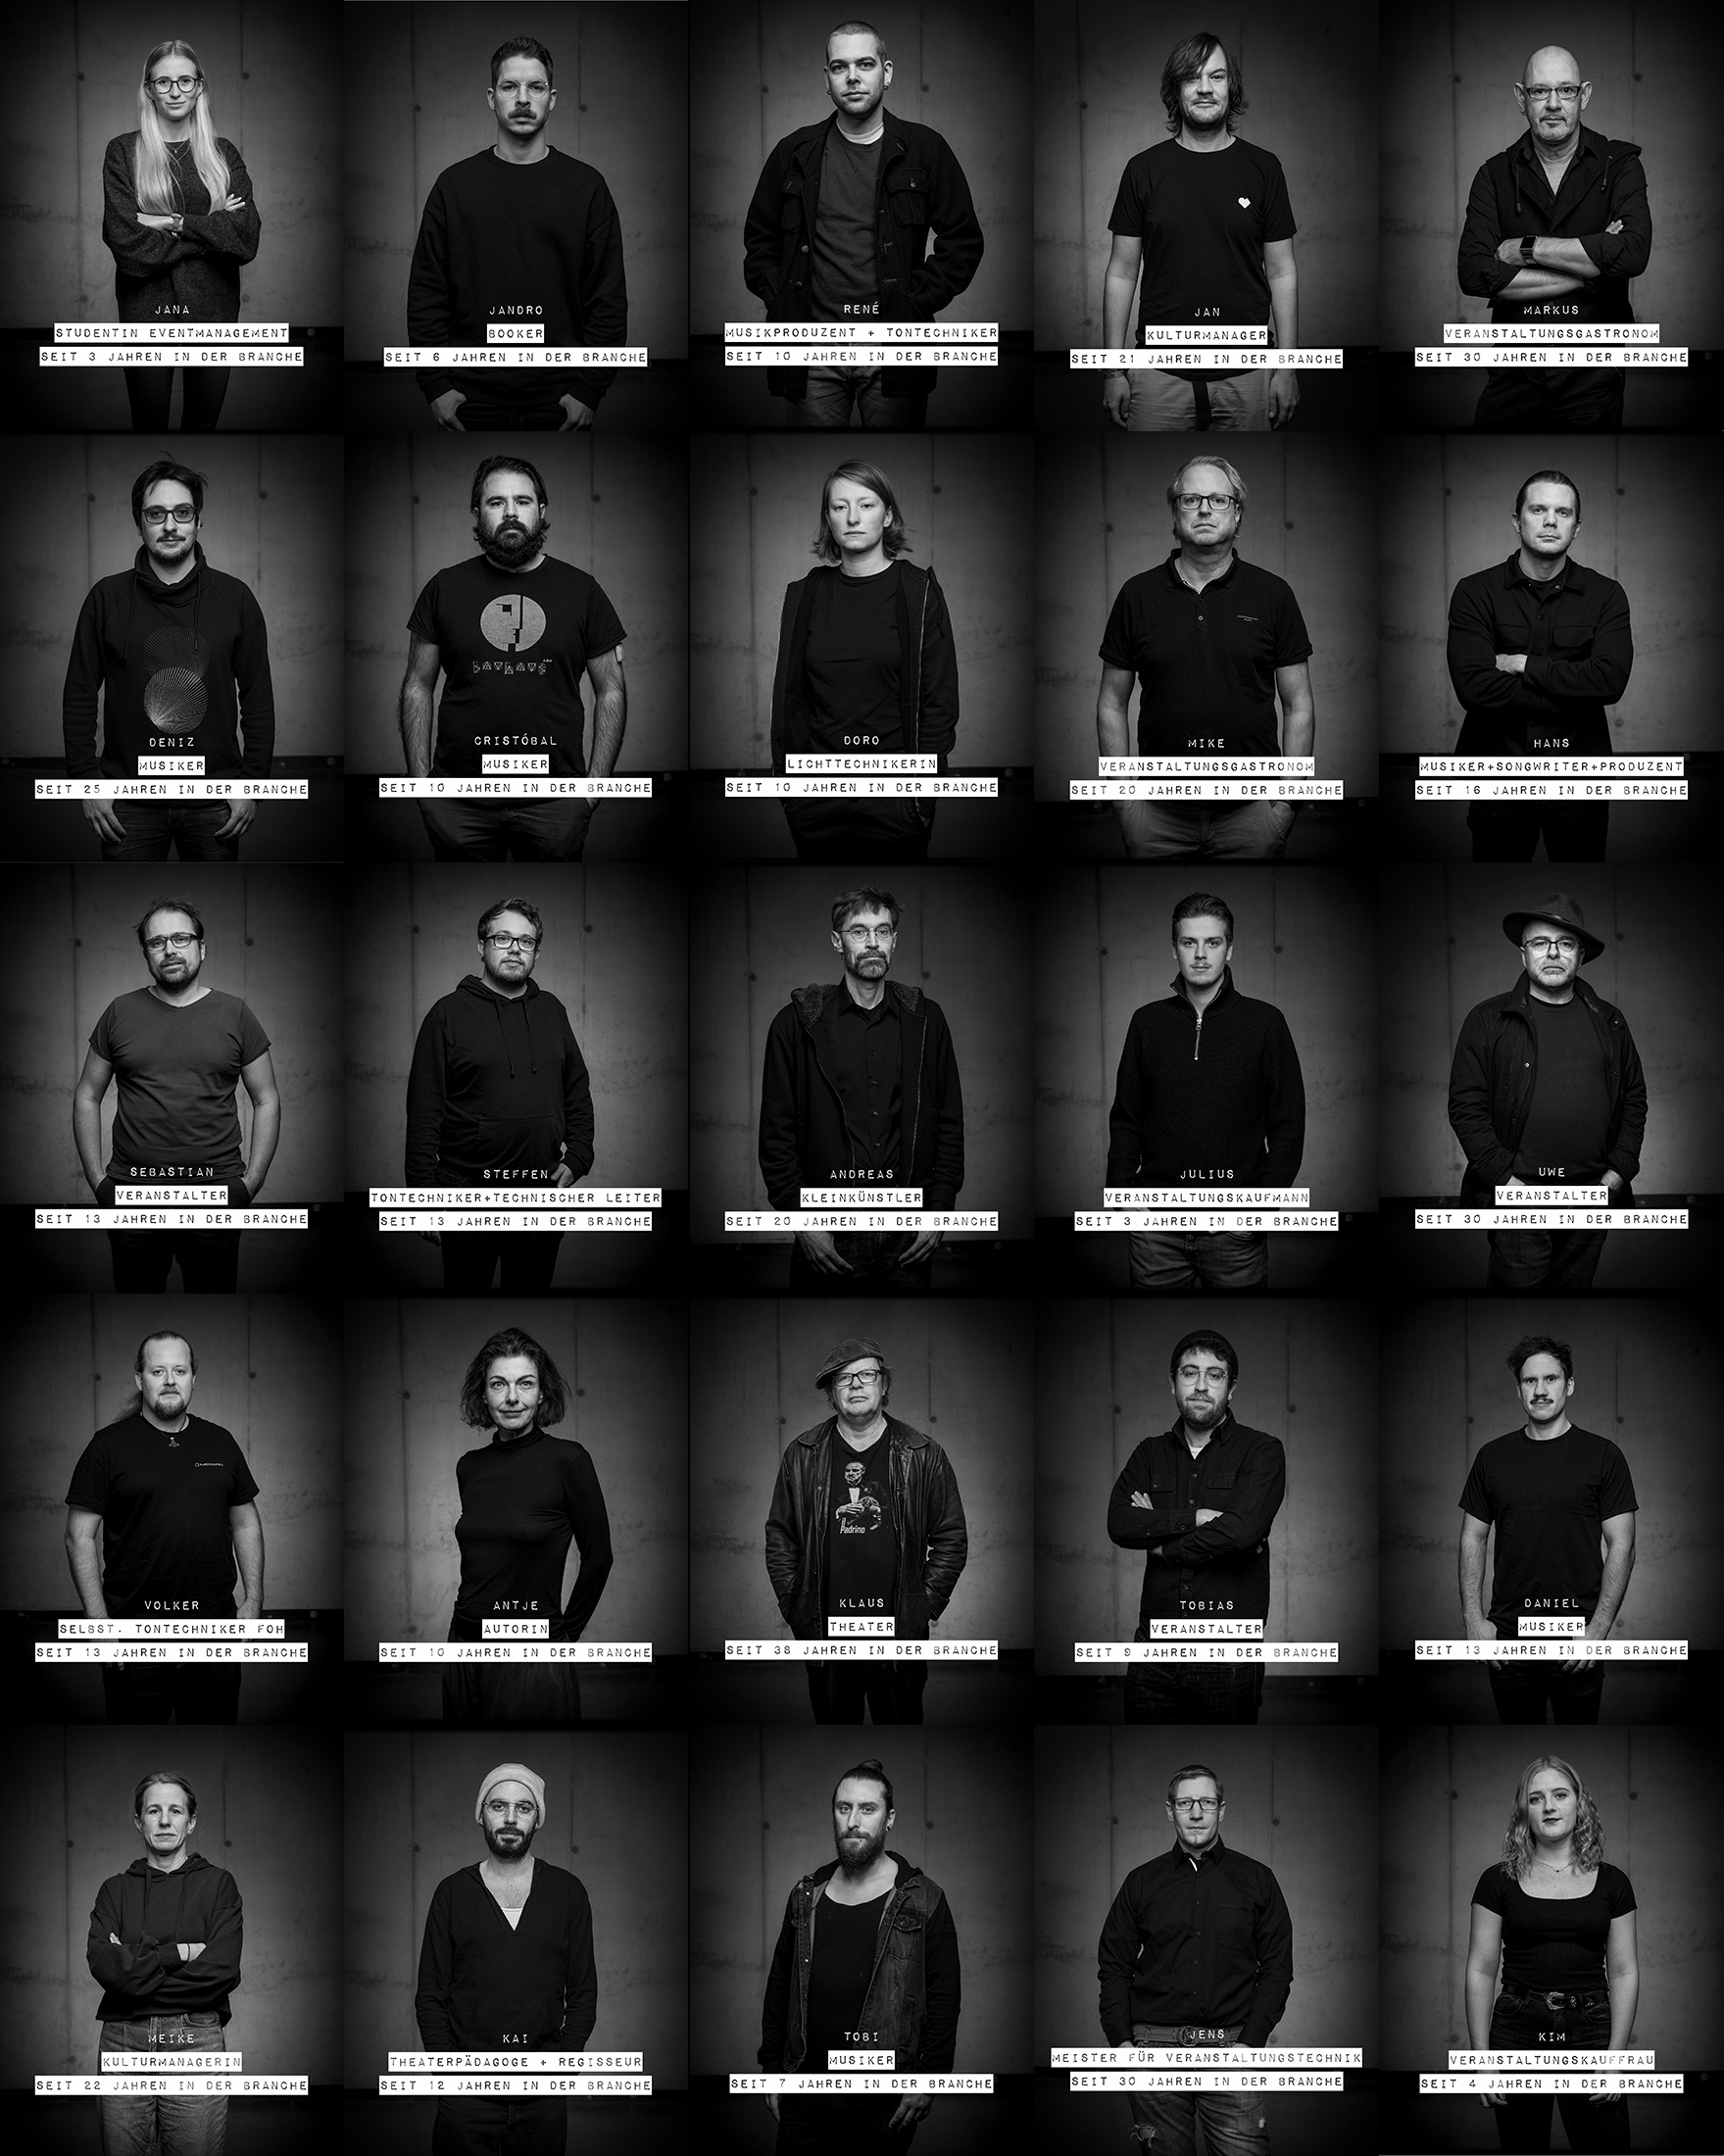 JANA
STUDENTIN EVENTMANAGEMENT
SEIT 3 JAHREN IN DER BRANCHE
JANDRO
BOOKER
SEIT 6 JAHREN IN DER BRANCHE
RENÉ
MUSIKPRODUZENT + TONTECHNIKER
SEIT 10 JAHREN IN DER BRANCHE
JAN
KULTURMANAGER
SEIT 21 JAHREN IN DER BRANCHE
MARKUS
VERANSTALTUNGSGASTRONOM
SEIT 30 JAHREN IN DER BRANCHE
DENIZ
MUSIKER
SEIT 25 JAHREN IN DER BRANCHE
CRISTÓBAL
MUSIKER
SEIT 10 JAHREN IN DER BRANCHE
DORO
LICHTTECHNIKERIN
SEIT 10 JAHREN IN DER BRANCHE
MIKE
VERANSTALTUNGSGASTRONOM
SEIT 20 JAHREN IN DER BRANCHE
HANS
MUSIKER+SONGWRITER+PRODUZENT
SEIT 16 JAHREN IN DER BRANCHE
SEBASTIAN
VERANSTALTER
SEIT 13 JAHREN IN DER BRANCHE
STEFFEN
TONTECHNIKER+TECHNISCHER LEITER
SEIT 13 JAHREN IN DER BRANCHE
ANDREAS
KLEINKÜNSTLER
SEIT 20 JAHREN IN DER BRANCHE
JULIUS
VERANSTALTUNGSKAUFMANN
SEIT 3 JAHREN IN DER BRANCHE
UWE
VERANSTALTER
SEIT 30 JAHREN IN DER BRANCHE
VOLKER
SELBST. TONTECHNIKER FOH
SEIT 13 JAHREN IN DER BRANCHE
ANTJE
AUTORIN
SEIT 10 JAHREN IN DER BRANCHE
Il Padrino
KLAUS
THEATER
SEIT 38 JAHREN IN DER BRANCHE
TOBIAS
VERANSTALTER
SEIT 9 JAHREN IN DER BRANCHE
DANIEL
MUSIKER
SEIT 13 JAHREN IN DER BRANCHE
MEIKE
KULTURMANAGERIN
SEIT 22 JAHREN IN DER BRANCHE
KAI
THEATERPÄDAGOGE + REGISSEUR
SEIT 12 JAHREN IN DER BRANCHE
TOBI
MUSIKER
SEIT 7 JAHREN IN DER BRANCHE
JENS
MEISTER FÜR VERANSTALTUNGSTECHNIK
SEIT 30 JAHREN IN DER BRANCHE
KIM
VERANSTALTUNGSKAUFFRAU
SEIT 4 JAHREN IN DER BRANCHE